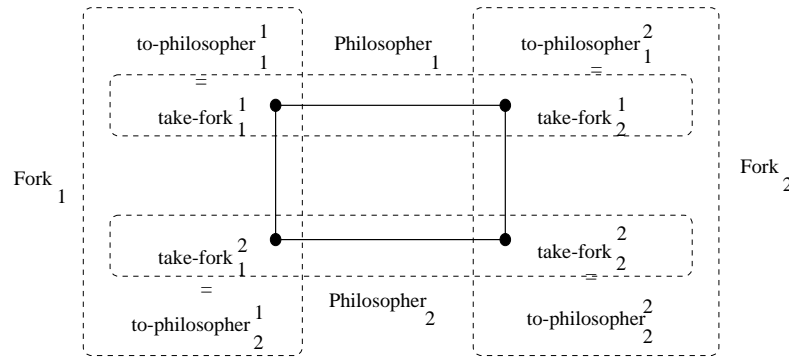 to-philosopher 1 1 Philosopher 1 to-philosopher 2 1
= =
take-fork 1 1 take-fork 1 2
Fork 1 Fork 2
take-fork 2 1 take-fork 2 2
= =
to-philosopher 1 2 Philosopher 2 to-philosopher 2 2